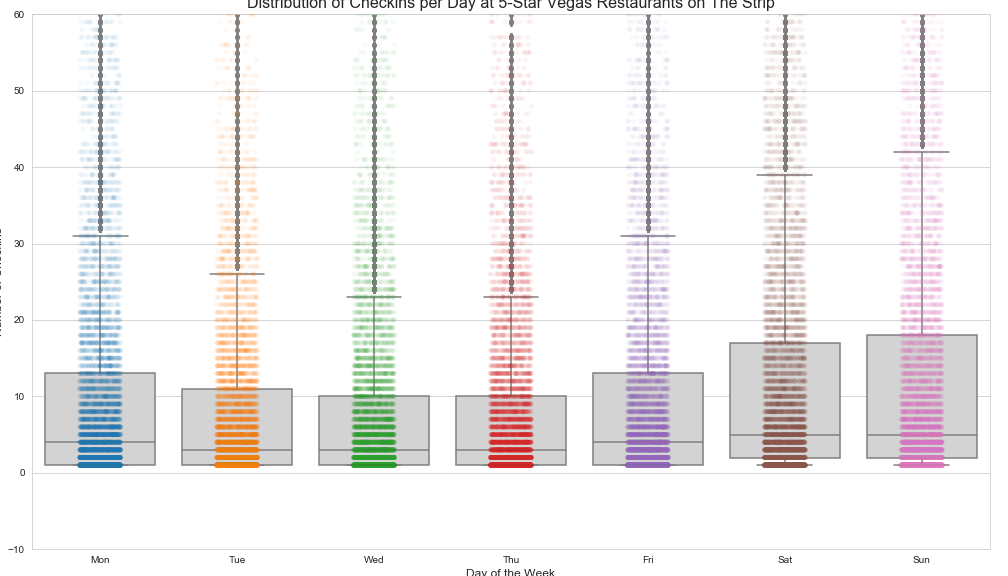 Distribution of Checkins per Day at 5-Star Vegas Restaurants on The Strip
60
50
40
30
20
10
0
−10
Mon Tue Wed Thu Fri Sat Sun
Day of the Week